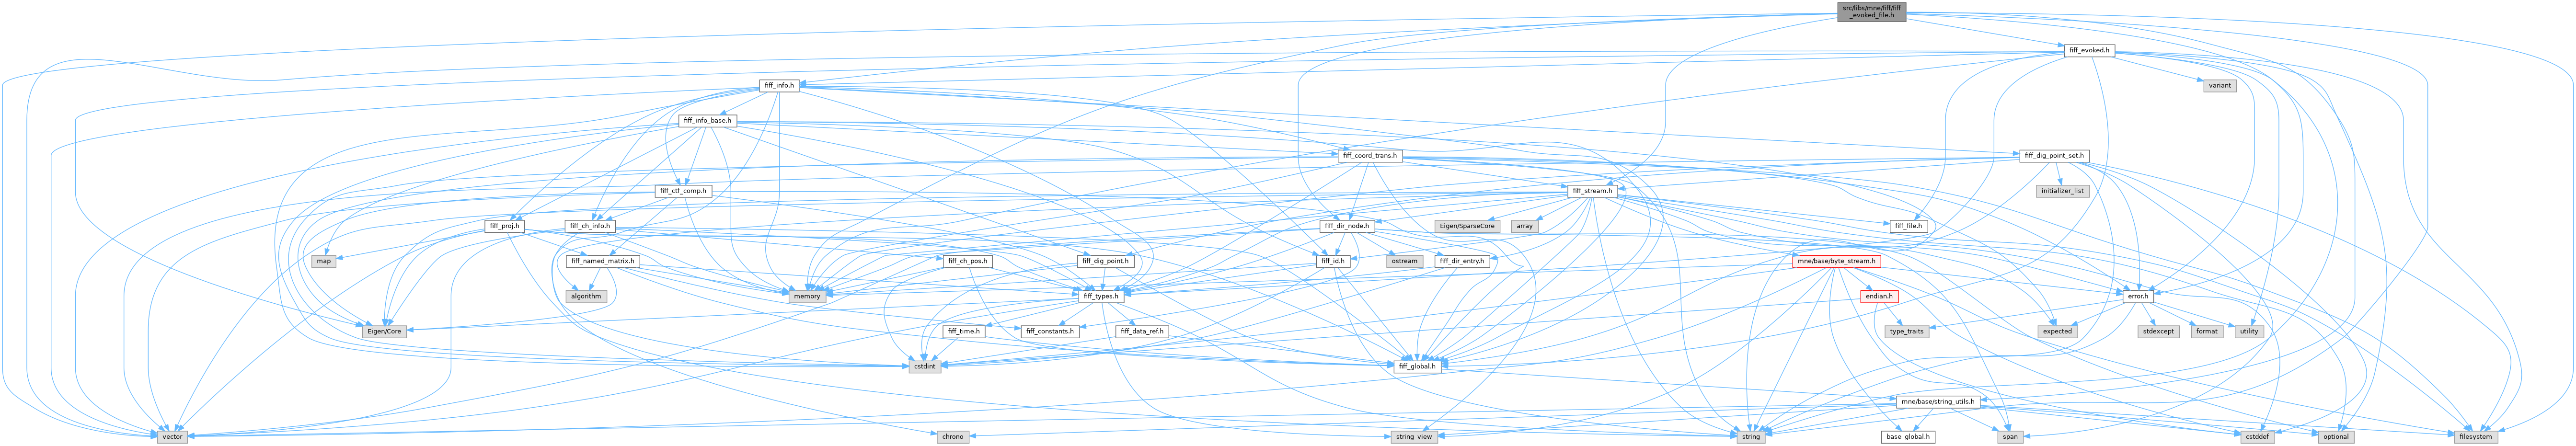 src/libs/mne/fiff/fiff
_evoked_file.h
fiff_evoked.h
fiff_info.h
variant
fiff_info_base.h
fiff_coord_trans.h
fiff_dig_point_set.h
fiff_ctf_comp.h
fiff_stream.h
initializer_list
fiff_proj.h
fiff_ch_info.h
fiff_dir_node.h
Eigen/SparseCore
array
fiff_file.h
map
fiff_named_matrix.h
fiff_ch_pos.h
fiff_dig_point.h
fiff_id.h
ostream
fiff_dir_entry.h
mne/base/byte_stream.h
algorithm
memory
fiff_types.h
endian.h
error.h
Eigen/Core
fiff_time.h
fiff_constants.h
fiff_data_ref.h
type_traits
expected
stdexcept
format
utility
cstdint
fiff_global.h
mne/base/string_utils.h
vector
chrono
string_view
string
base_global.h
span
cstddef
optional
filesystem